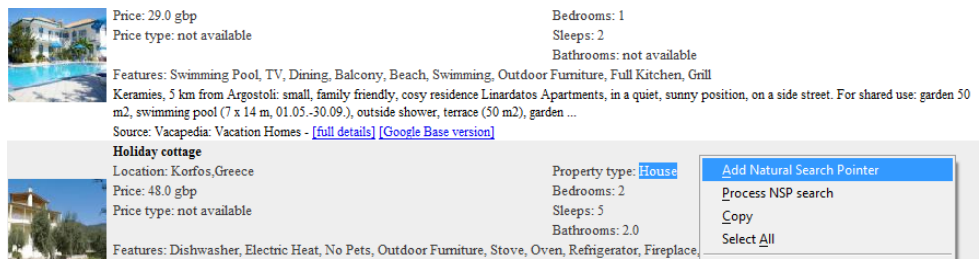 Price: 29.0 gbp Bedrooms: 1
Price type: not available Sleeps: 2
Bathrooms: not available
Features: Swimming Pool, TV, Dining, Balcony, Beach, Swimming, Outdoor Furniture, Full Kitchen, Grill
Keramies, 5 km from Argostoli: small, family friendly, cosy residence Linardatos Apartments, in a quiet, sunny position, on a side street. For shared use: garden 50
m2, swimming pool (7 x 14 m, 01.05.-30.09.), outside shower, terrace (50 m2), garden ...
Source: Vacapedia: Vacation Homes - [full details] [Google Base version]
Holiday cottage
Location: Korfos,Greece Property type: House
Price: 48.0 gbp Bedrooms: 2
Price type: not available Sleeps: 5
Bathrooms: 2.0
Features: Dishwasher, Electric Heat, No Pets, Outdoor Furniture, Stove, Oven, Refrigerator, Fireplace,
Add Natural Search Pointer
Process NSP search
Copy
Select All